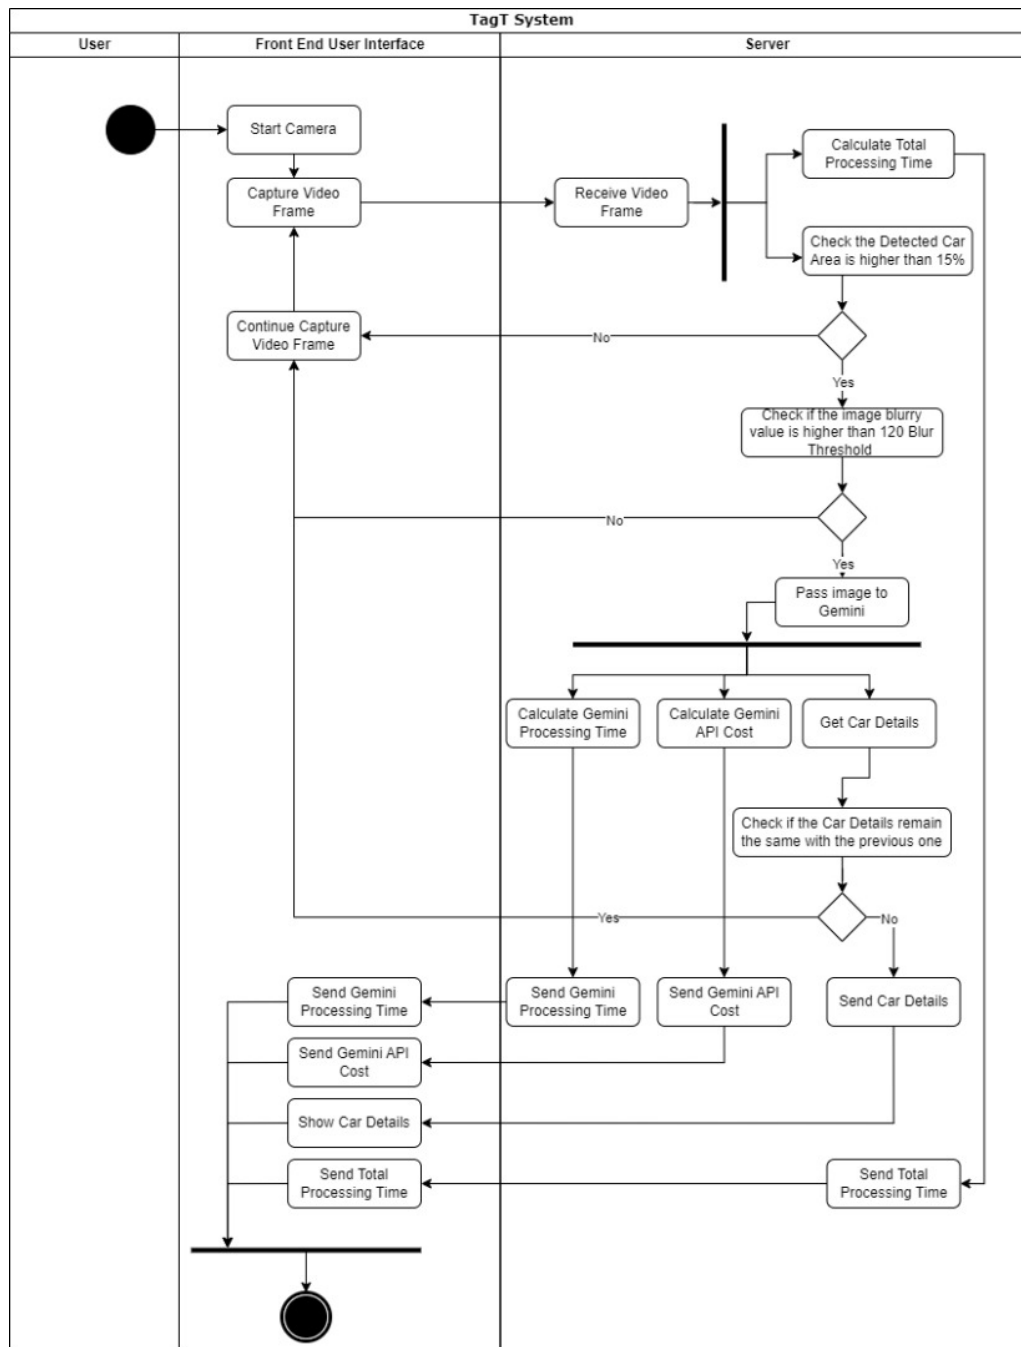 TagT System
User
Front End User Interface
Server
Start Camera
Calculate Total
Processing Time
Capture Video
Frame
Receive Video
Frame
Check the Detected Car
Area is higher than 15%
Continue Capture
Video Frame
No
Yes
Check if the image blurry
value is higher than 120 Blur
Threshold
No
Yes
Pass image to
Gemini
Calculate Gemini
Processing Time
Calculate Gemini
API Cost
Get Car Details
Check if the Car Details remain
the same with the previous one
Yes
No
Send Gemini
Processing Time
Send Gemini
Processing Time
Send Gemini API
Cost
Send Car Details
Send Gemini API
Cost
Show Car Details
Send Total
Processing Time
Send Total
Processing Time